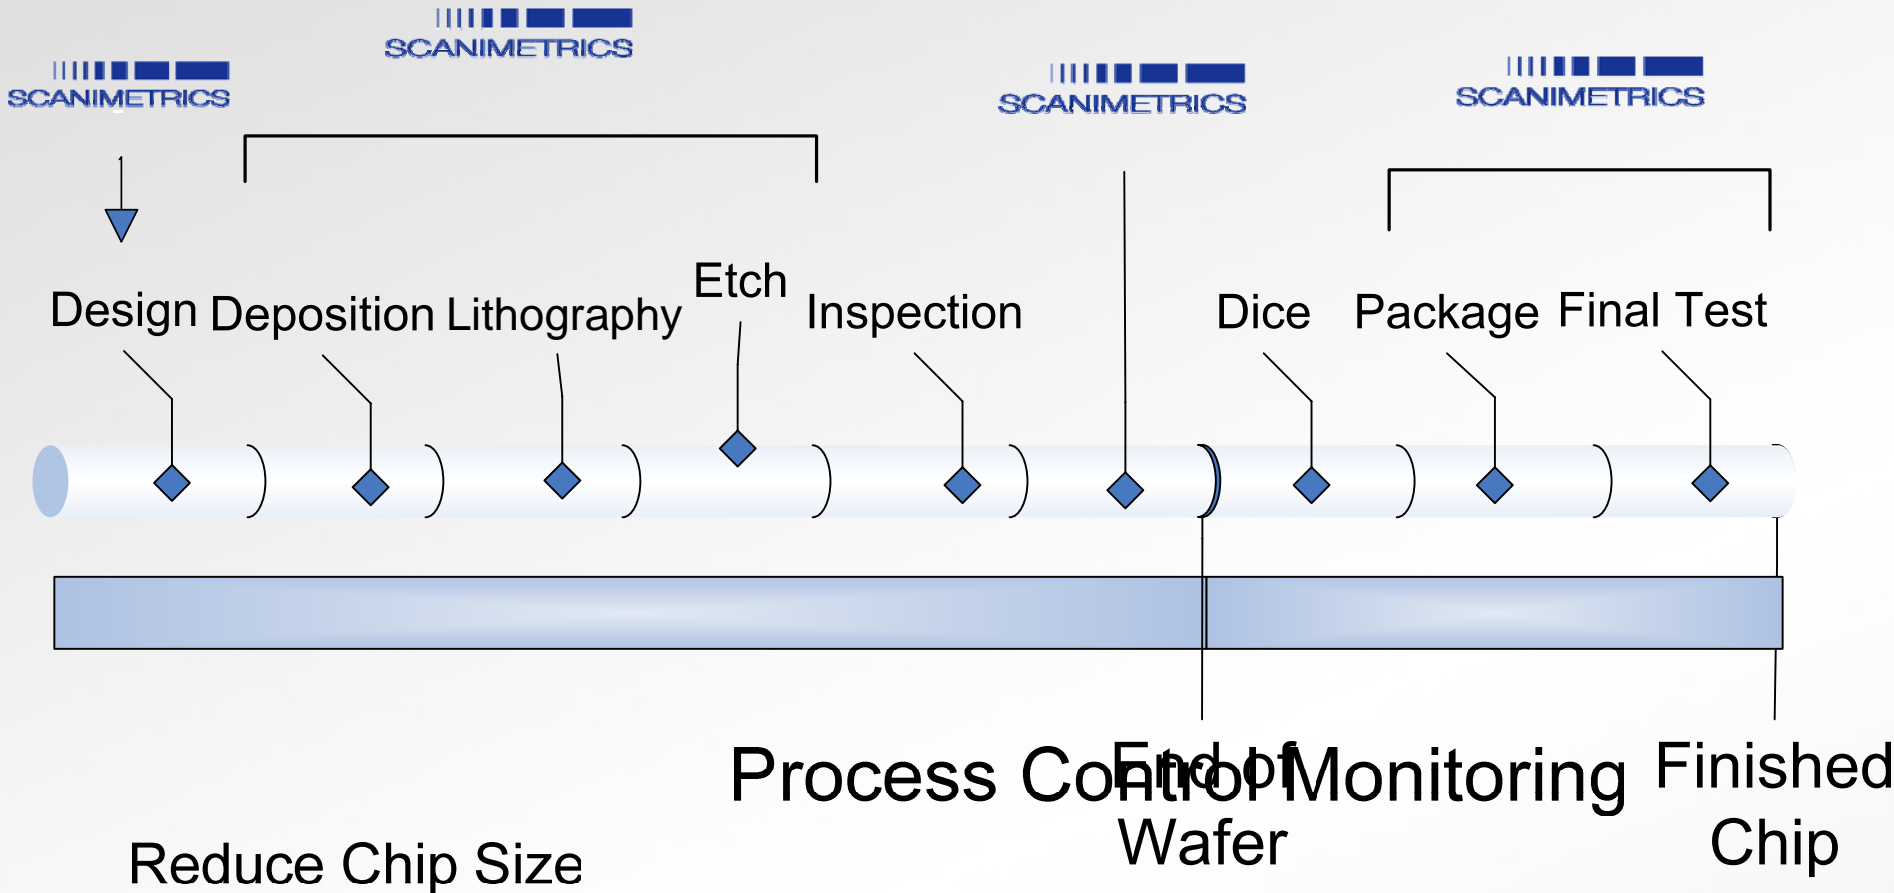 SCANIMETRICS
SCANIMETRICS
SCANIMETRICS
SCANIMETRICS
Design
Deposition
Lithography
Etch
Inspection
Dice
Package
Final Test
Process Control Monitoring
End of
Wafer
Finished
Chip
Reduce Chip Size